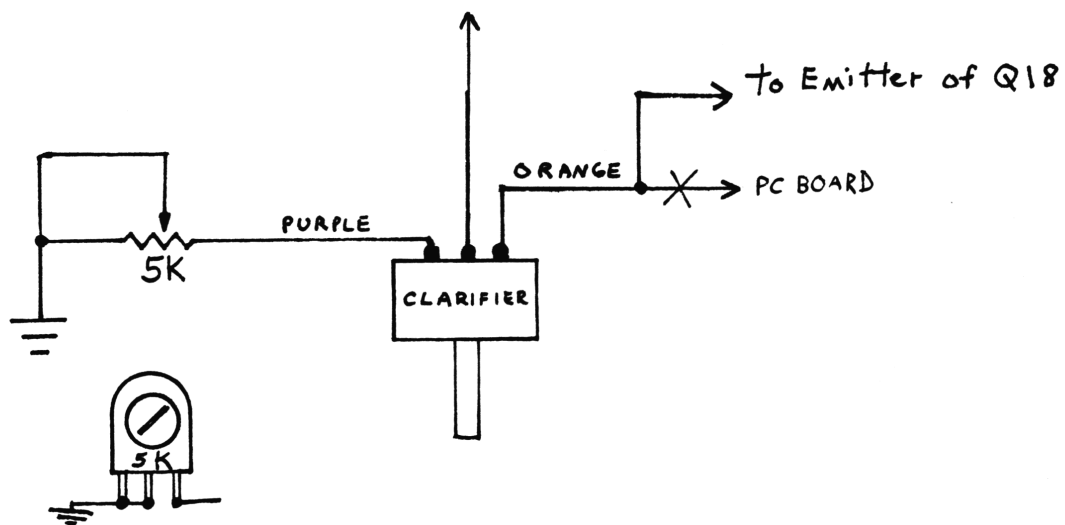 To Emitter of Q18
ORANGE
PC BOARD
PURPLE
5K
CLARIFIER
5K